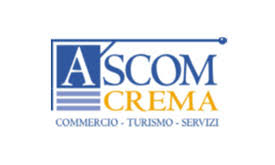 ASCOM
CREMA
COMMERCIO - TURISMO - SERVIZI